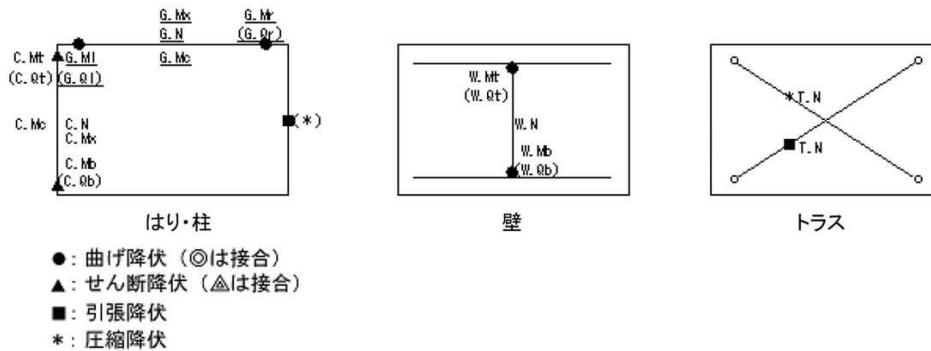 G.Mx
G.N
G.Mr
(G.Qr)
C.Mt
(C.Qt)
G.Ml
(G.Ql)
G.Mc
C.Mc
C.N
C.Mx
C.Mb
(C.Qb)
(*)
はり・柱
W.Mt
(W.Qt)
W.N
W.Mb
(W.Qb)
壁
*T.N
T.N
トラス
●：曲げ降伏（◎は接合）
▲：せん断降伏（◬は接合）
■：引張降伏
*：圧縮降伏